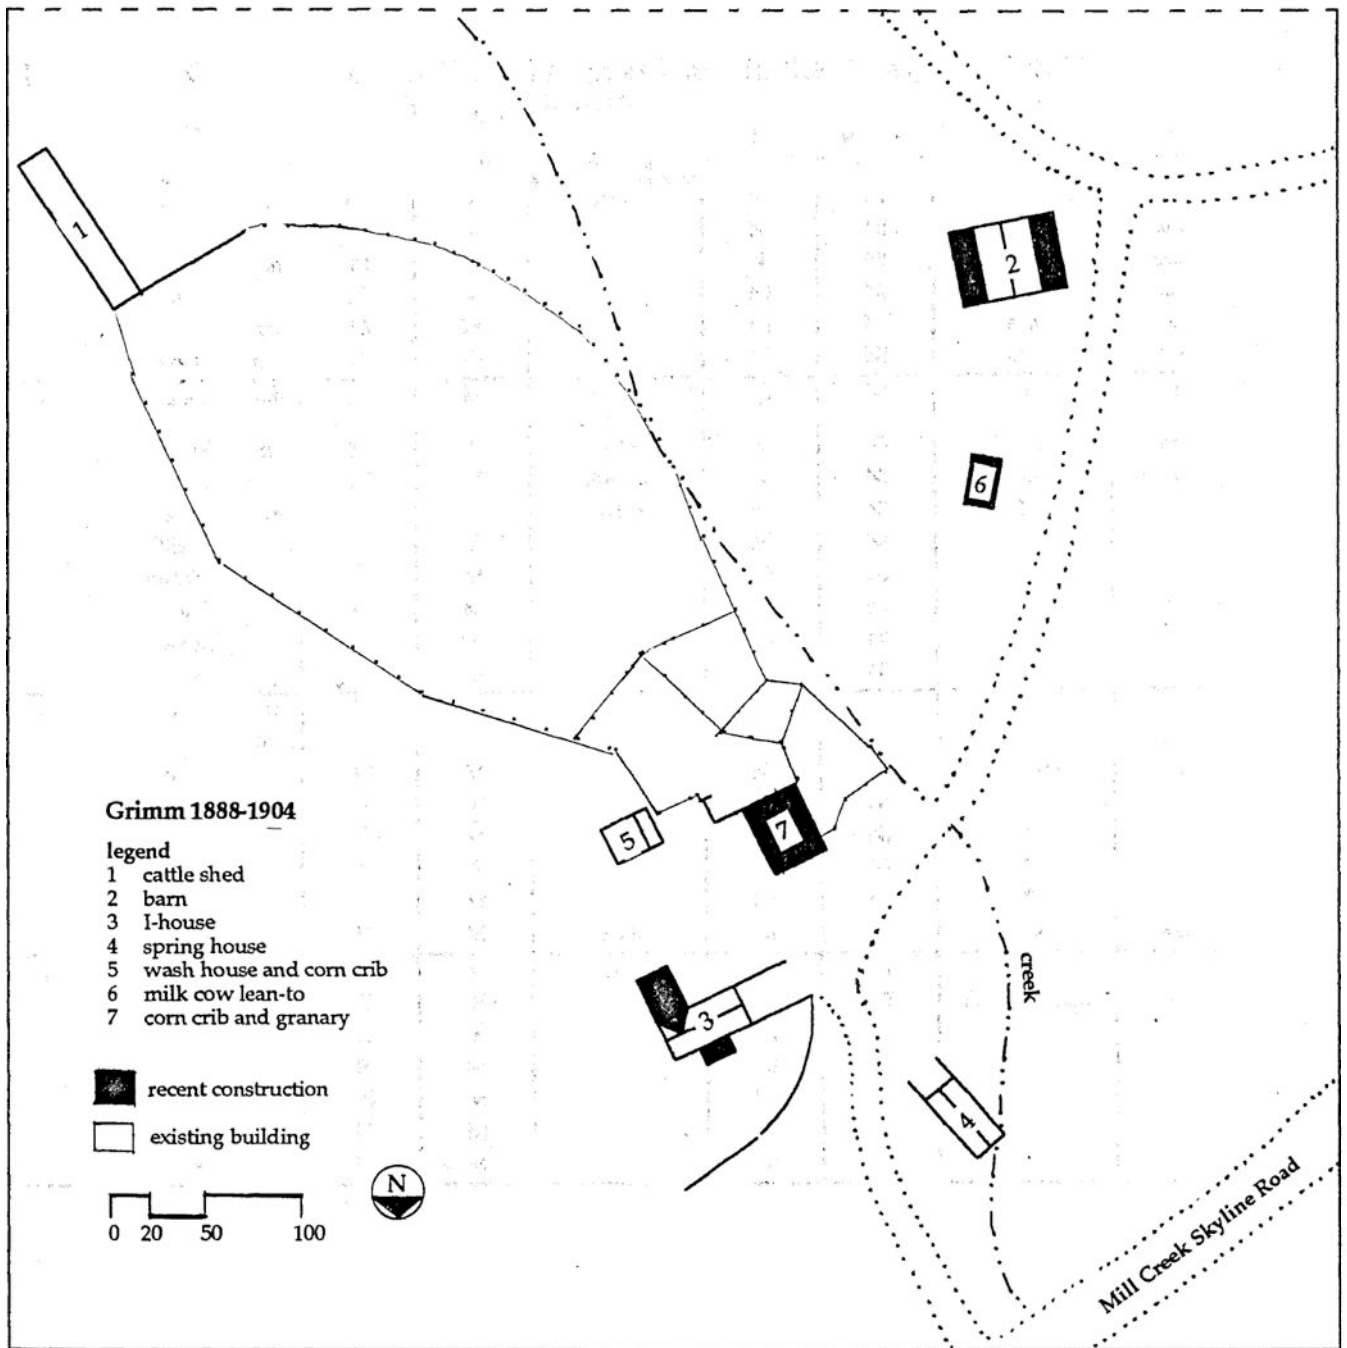 1
2
6
5
7
3
4
creek
Mill Creek Skyline Road
Grimm 1888-1904
legend
1 cattle shed
2 barn
3 I-house
4 spring house
5 wash house and corn crib
6 milk cow lean-to
7 corn crib and granary
recent construction
existing building
N
0 20 50 100